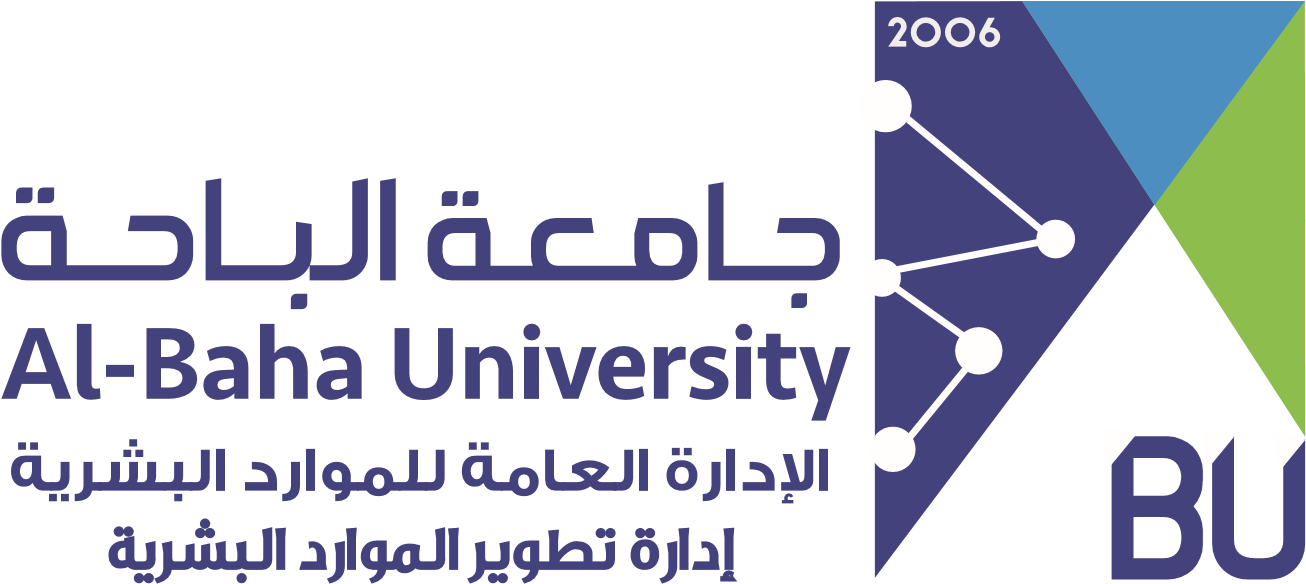 2006
جامعة الباحة
Al-Baha University
الإدارة العامة للموارد البشرية
إدارة تطوير الموارد البشرية
BU